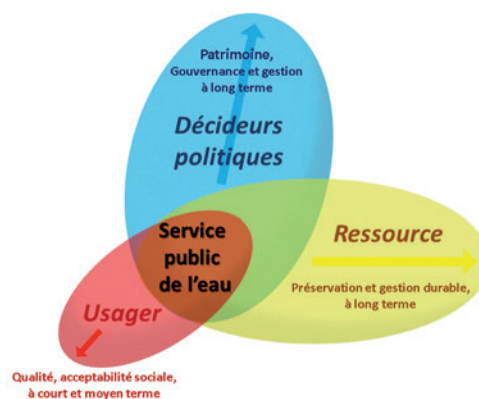 Patrimoine,
Gouvernance et gestion
à long terme
Décideurs
politiques
Service
public
de l'eau
Ressource
Préservation et gestion durable,
à long terme
Usager
Qualité, acceptabilité sociale,
à court et moyen terme